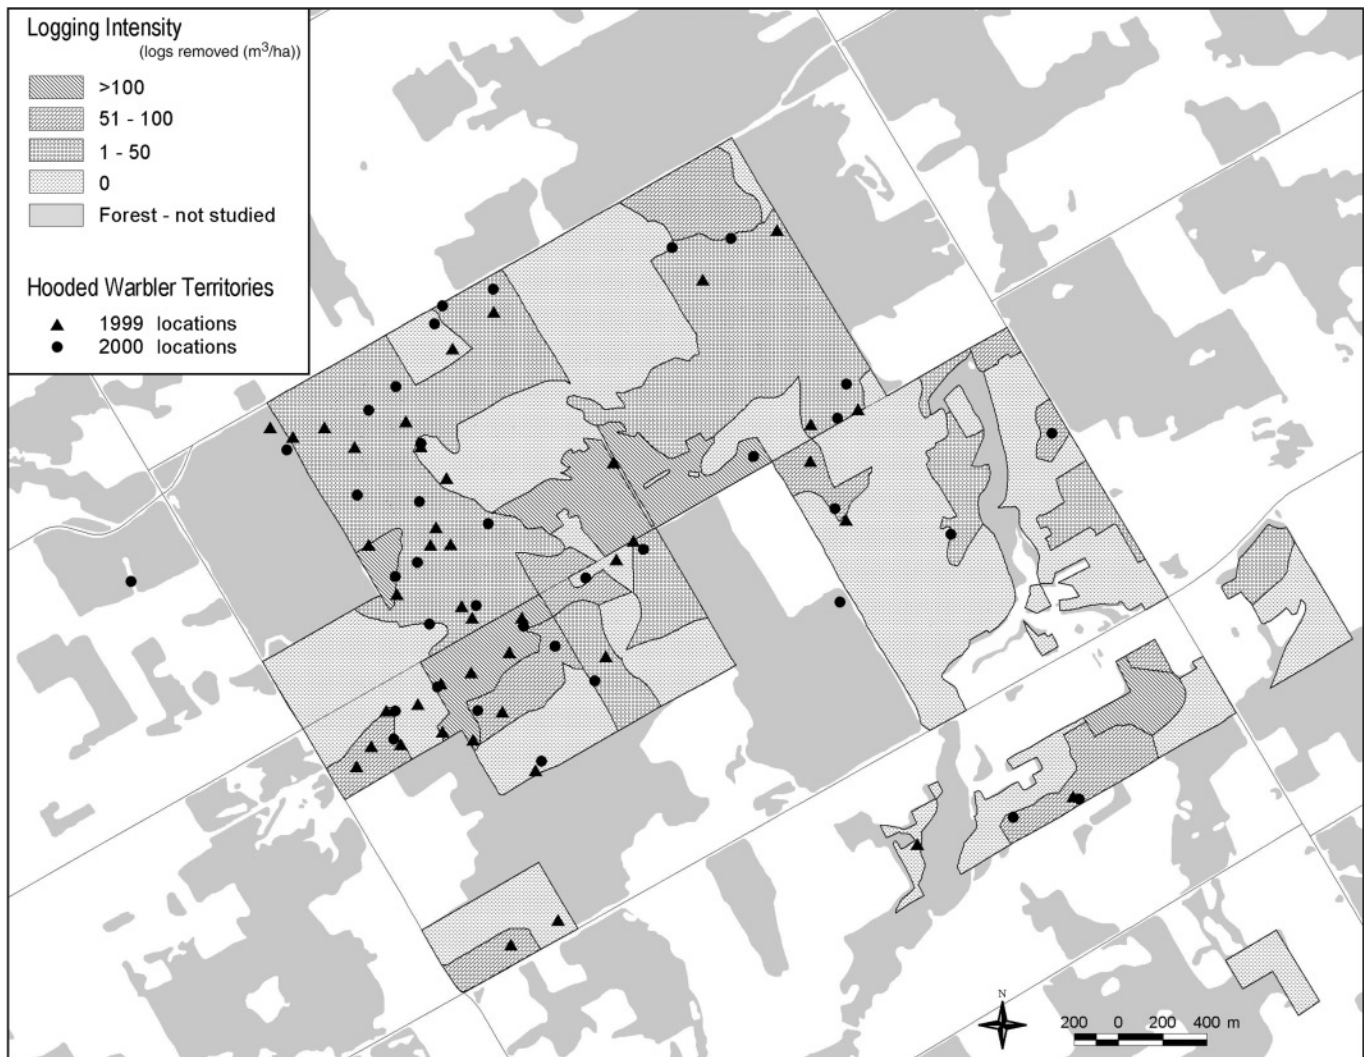 Logging Intensity
(logs removed (m³/ha))
>100
51 - 100
1 - 50
0
Forest - not studied
Hooded Warbler Territories
1999 locations
2000 locations
N
200 0 200 400 m